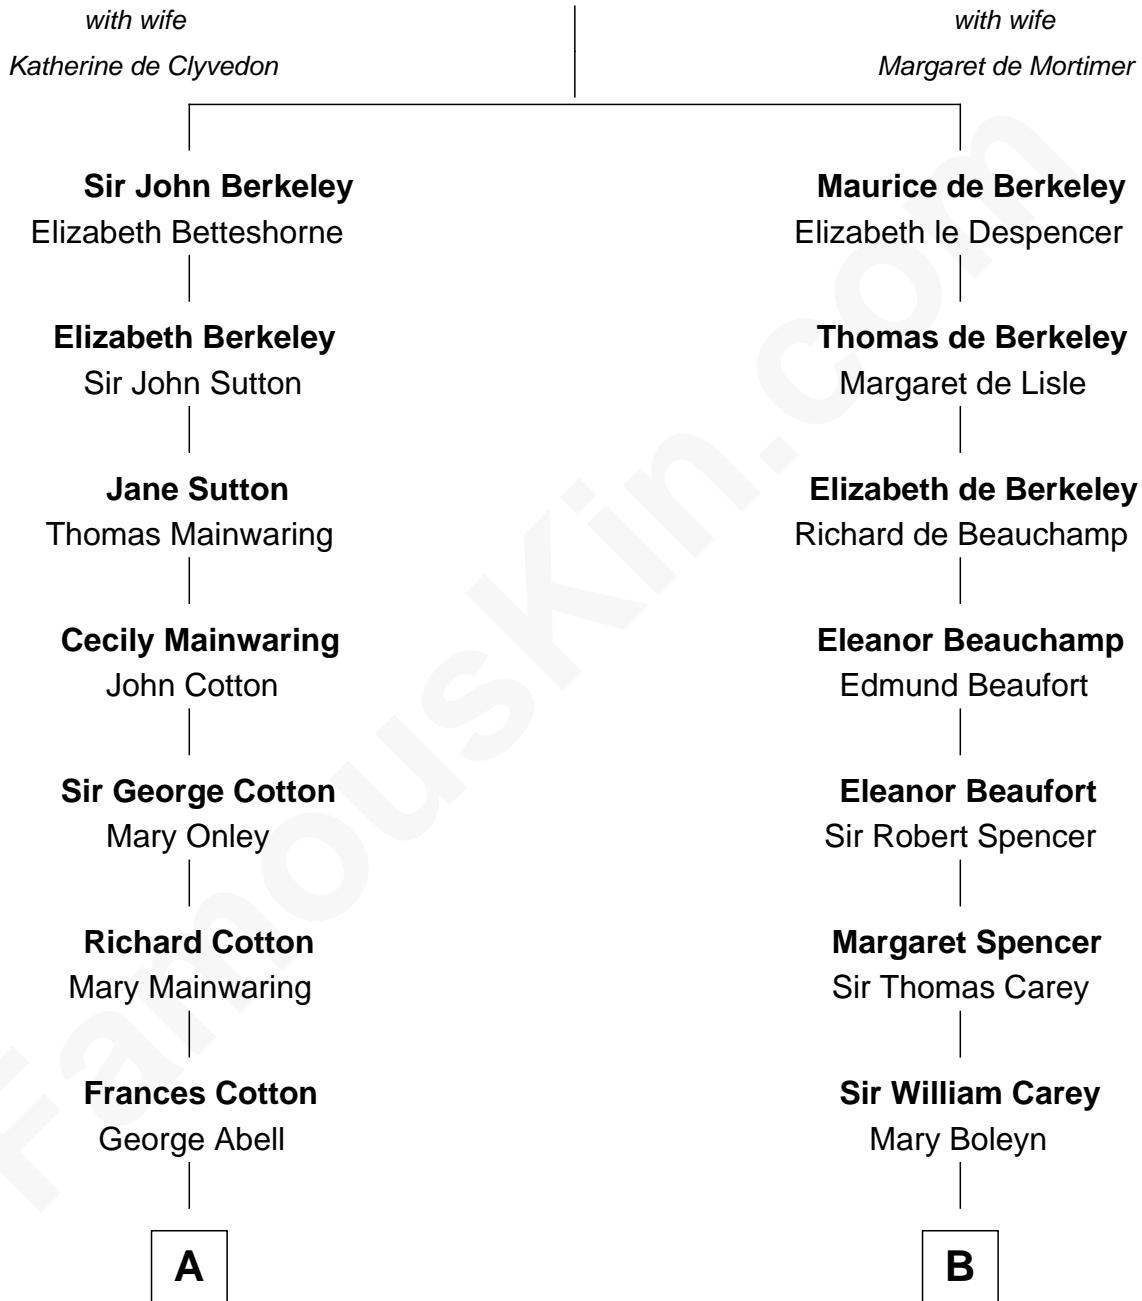 with wife
Katherine de Clyvedon
with wife
Margaret de Mortimer
Sir John Berkeley
Elizabeth Betteshorne
Maurice de Berkeley
Elizabeth le Despencer
Elizabeth Berkeley
Sir John Sutton
Thomas de Berkeley
Margaret de Lisle
Jane Sutton
Thomas Mainwaring
Elizabeth de Berkeley
Richard de Beauchamp
Cecily Mainwaring
John Cotton
Eleanor Beauchamp
Edmund Beaufort
Sir George Cotton
Mary Onley
Eleanor Beaufort
Sir Robert Spencer
Richard Cotton
Mary Mainwaring
Margaret Spencer
Sir Thomas Carey
Frances Cotton
George Abell
Sir William Carey
Mary Boleyn
A
B
FamousKin.com